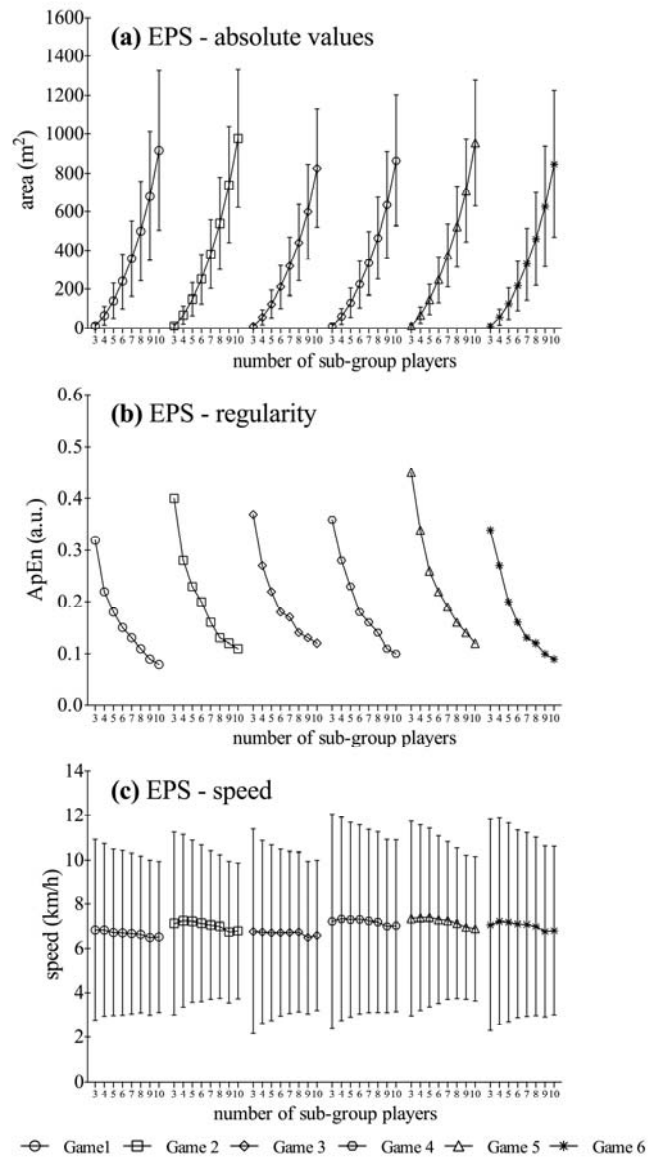 (a) EPS - absolute values
1600
1400
1200
1000
800
600
400
200
0
area (m²)
3 4 5 6 7 8 9 10 3 4 5 6 7 8 9 10 3 4 5 6 7 8 9 10 3 4 5 6 7 8 9 10 3 4 5 6 7 8 9 10 3 4 5 6 7 8 9 10
number of sub-group players
(b) EPS - regularity
0.6
0.5
0.4
0.3
0.2
0.1
0.0
ApEn (a.u.)
3 4 5 6 7 8 9 10 3 4 5 6 7 8 9 10 3 4 5 6 7 8 9 10 3 4 5 6 7 8 9 10 3 4 5 6 7 8 9 10 3 4 5 6 7 8 9 10
number of sub-group players
(c) EPS - speed
14
12
10
8
6
4
2
0
speed (km/h)
3 4 5 6 7 8 9 10 3 4 5 6 7 8 9 10 3 4 5 6 7 8 9 10 3 4 5 6 7 8 9 10 3 4 5 6 7 8 9 10 3 4 5 6 7 8 9 10
number of sub-group players
Game1 Game 2 Game 3 Game 4 Game 5 Game 6